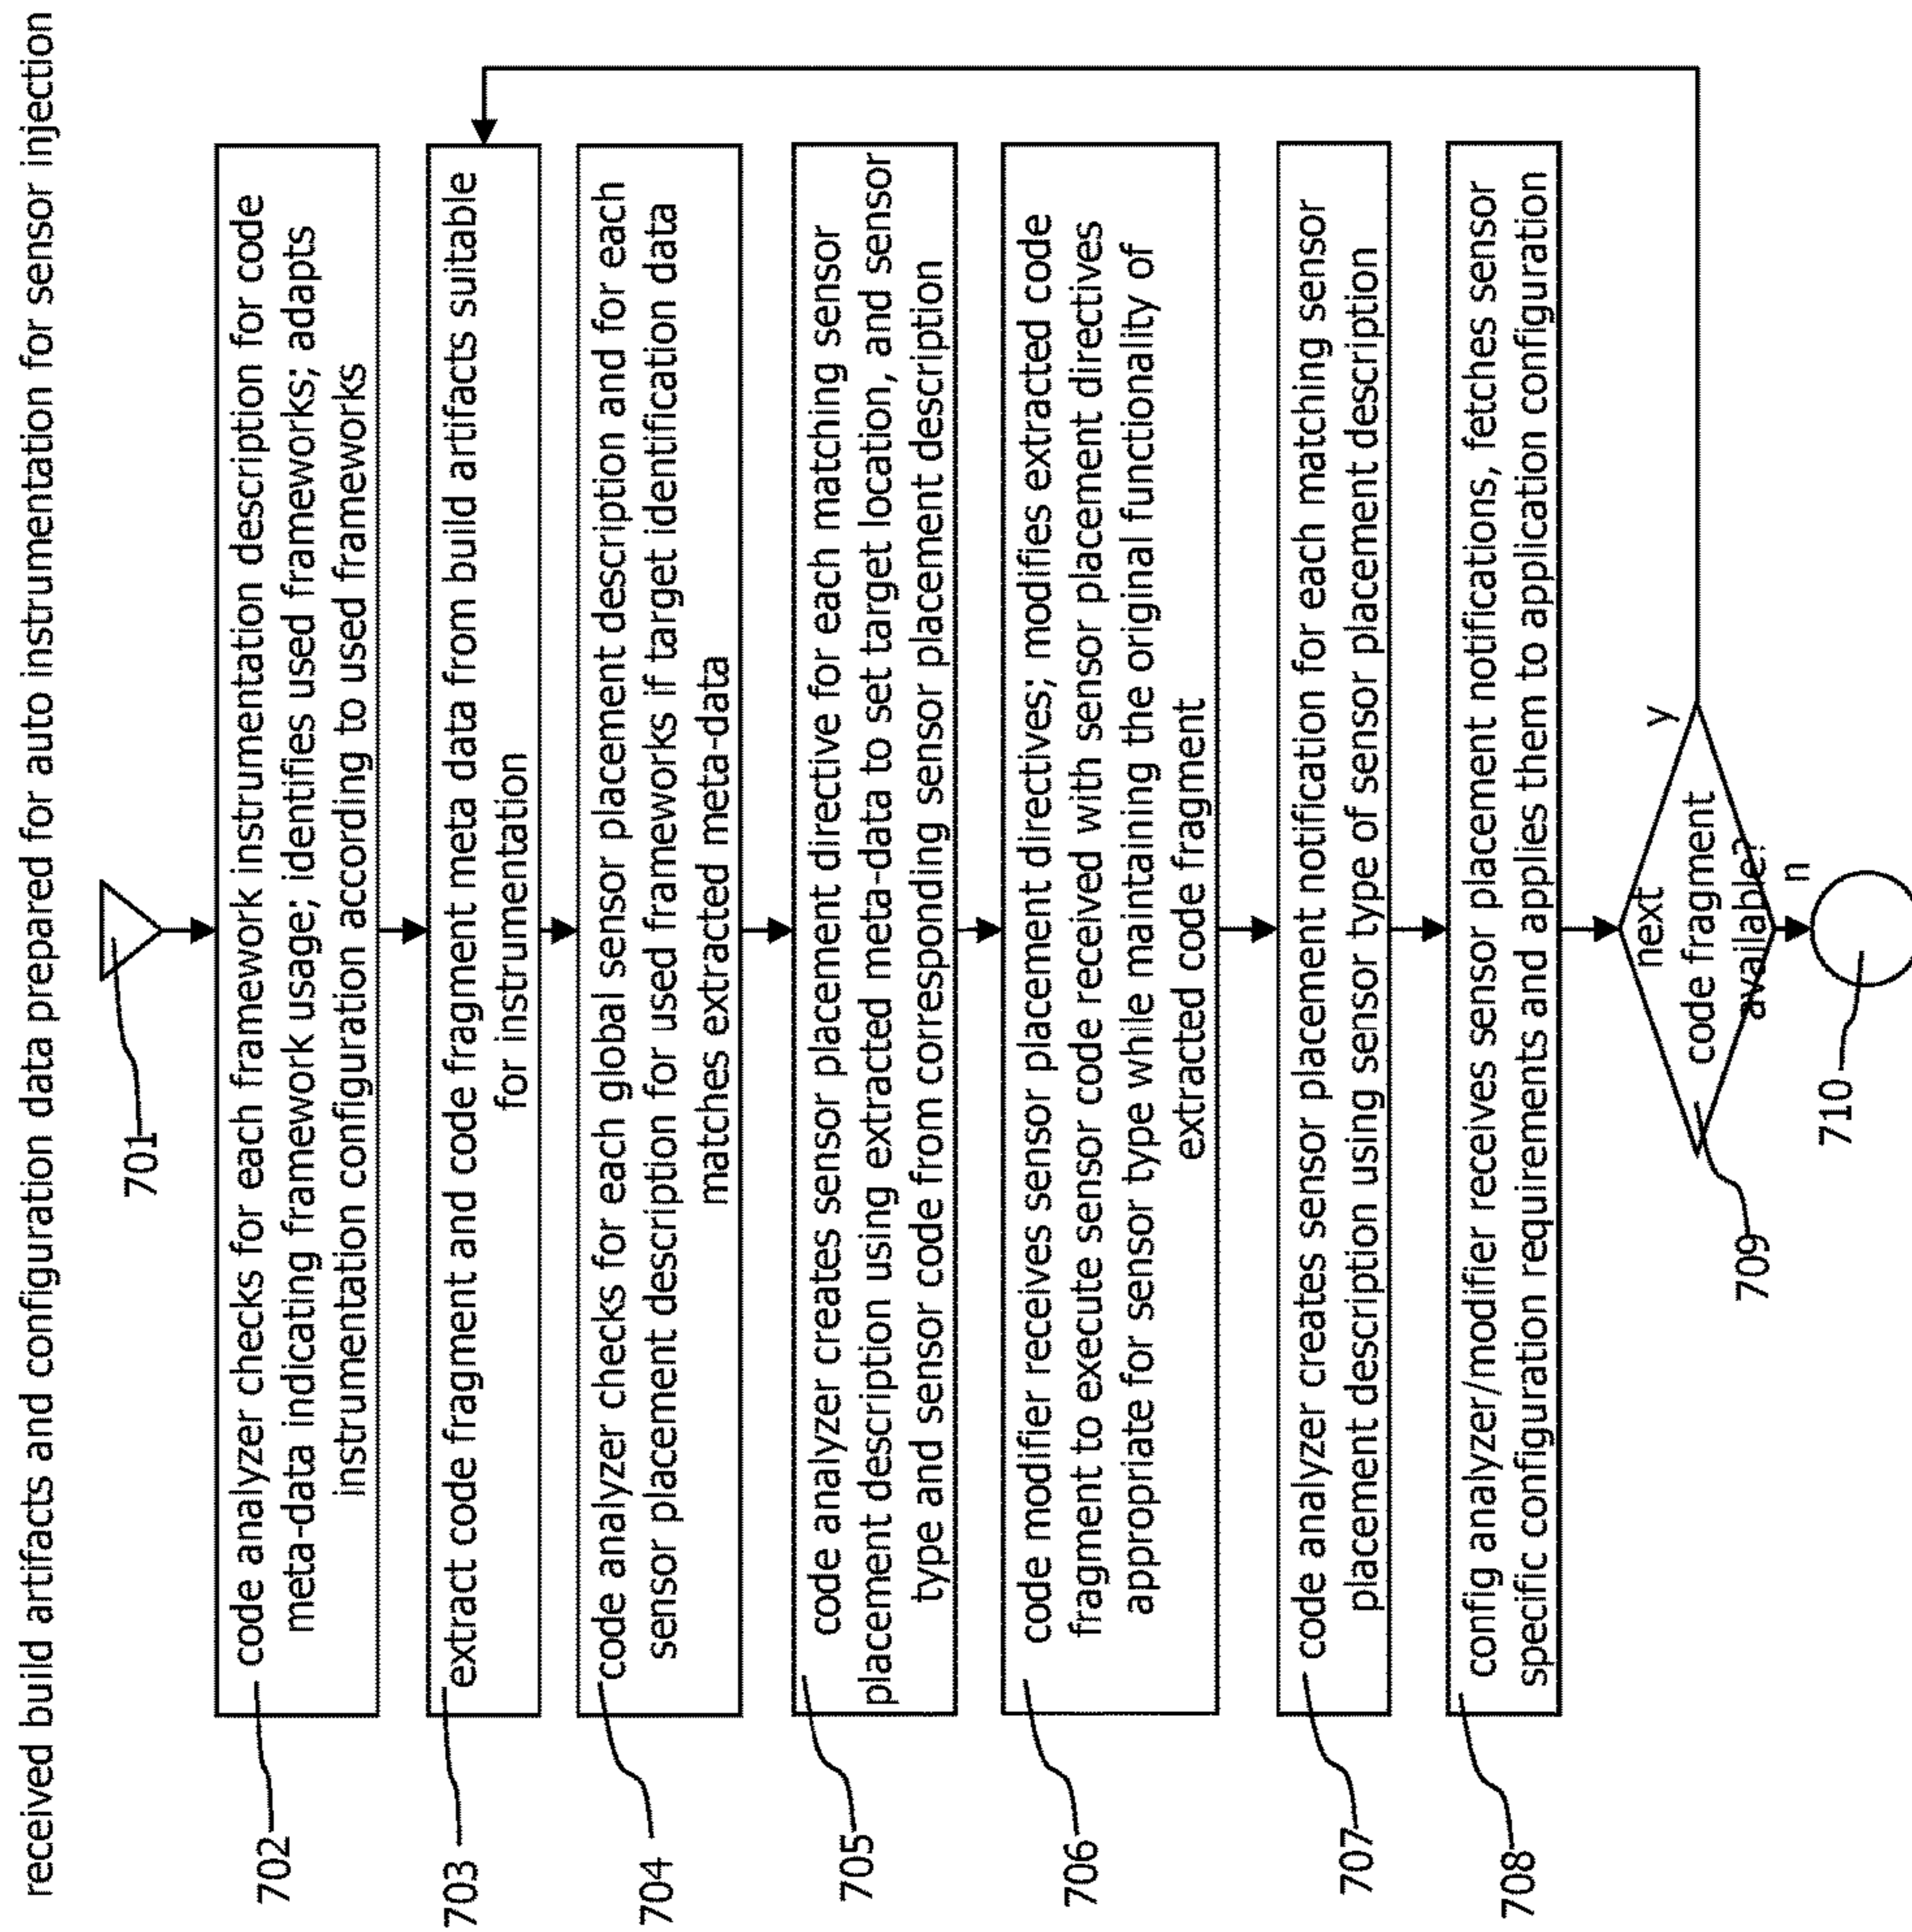 received build artifacts and configuration data prepared for auto instrumentation for sensor injection
701
702
code analyzer checks for each framework instrumentation description for code
meta-data indicating framework usage; identifies used frameworks; adapts
instrumentation configuration according to used frameworks
703
extract code fragment and code fragment meta data from build artifacts suitable
for instrumentation
704
code analyzer checks for each global sensor placement description and for each
sensor placement description for used frameworks if target identification data
matches extracted meta-data
705
code analyzer creates sensor placement directive for each matching sensor
placement description using extracted meta-data to set target location, and sensor
type and sensor code from corresponding sensor placement description
706
code modifier receives sensor placement directives; modifies extracted code
fragment to execute sensor code received with sensor placement directives
appropriate for sensor type while maintaining the original functionality of
extracted code fragment
707
code analyzer creates sensor placement notification for each matching sensor
placement description using sensor type of sensor placement description
708
config analyzer/modifier receives sensor placement notifications, fetches sensor
specific configuration requirements and applies them to application configuration
next
code fragment
available?
y
n
709
710